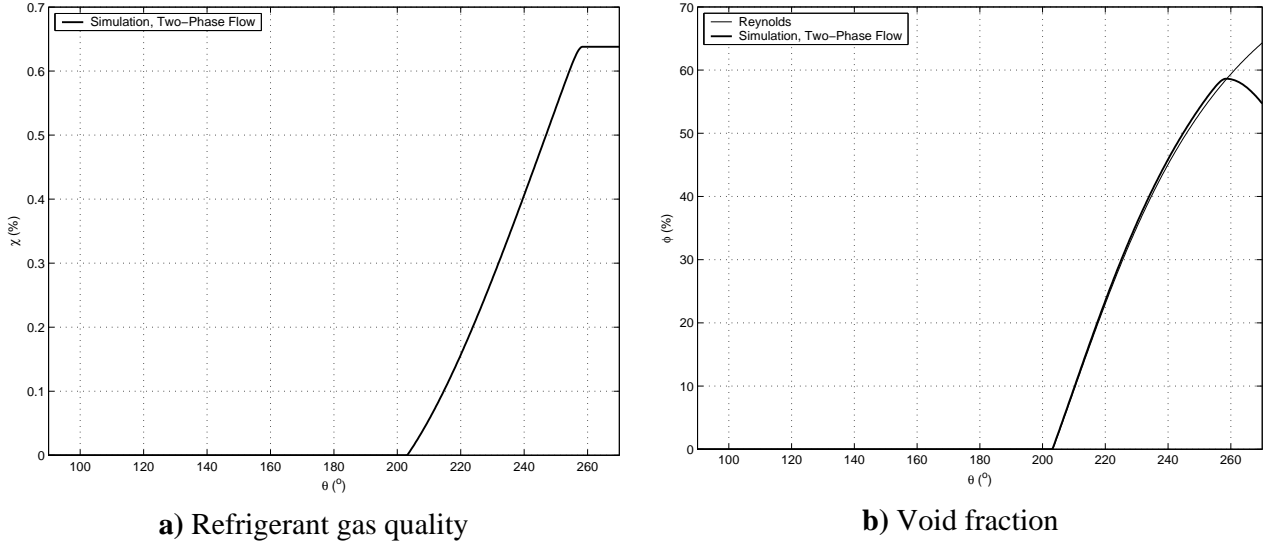 Simulation, Two−Phase Flow
0.7
0.6
0.5
0.4
0.3
0.2
0.1
0
χ (%)
100 120 140 160 180 200 220 240 260
θ (°)
a) Refrigerant gas quality
Reynolds
Simulation, Two−Phase Flow
70
60
50
40
30
20
10
0
ϕ (%)
100 120 140 160 180 200 220 240 260
θ (°)
b) Void fraction